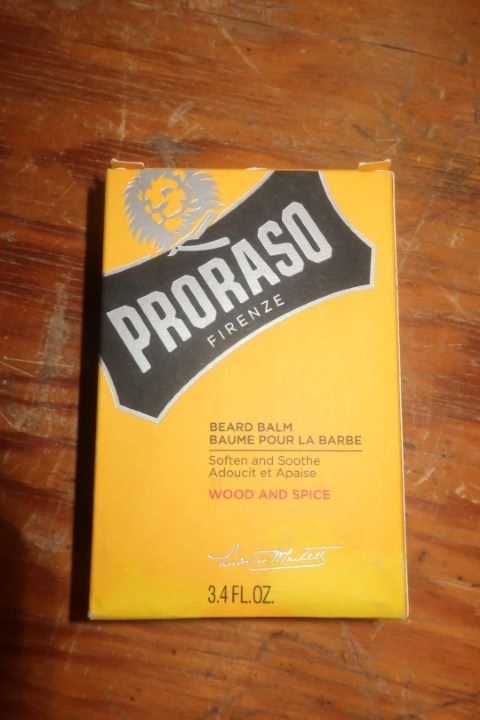 PRORASO
FIRENZE
BEARD BALM
BAUME POUR LA BARBE
Soften and Soothe
Adoucit et Apaise
WOOD AND SPICE
3.4 FL.OZ.